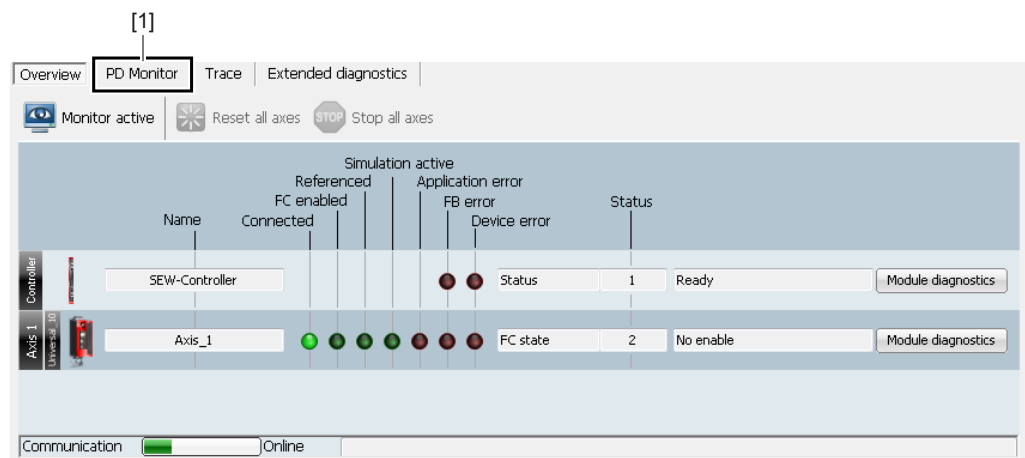 [1]
Overview PD Monitor Trace Extended diagnostics
Monitor active Reset all axes STOP Stop all axes
Simulation active
Referenced Application error
FC enabled FB error Status
Name Connected Device error
Controller SEW-Controller Status 1 Ready Module diagnostics
Axis 1 Universal_10 Axis_1 FC state 2 No enable Module diagnostics
Communication Online